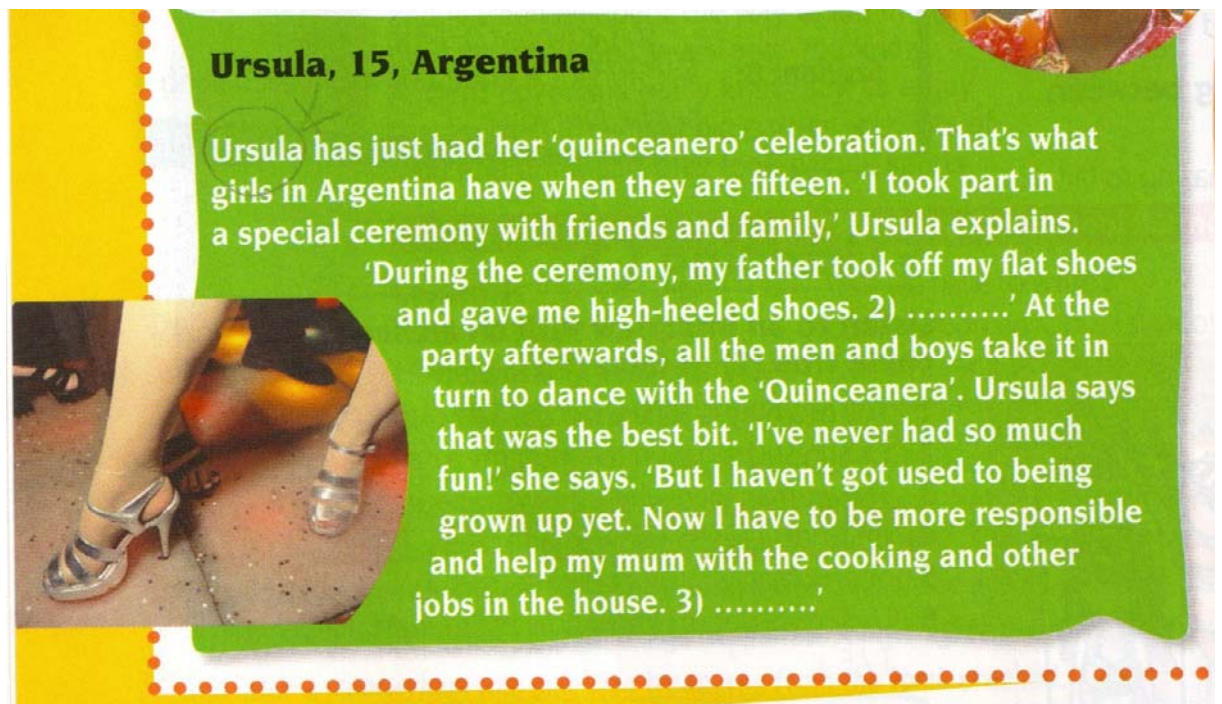 Ursula, 15, Argentina
Ursula has just had her ‘quinceanero’ celebration. That’s what
girls in Argentina have when they are fifteen. ‘I took part in
a special ceremony with friends and family,’ Ursula explains.
‘During the ceremony, my father took off my flat shoes
and gave me high-heeled shoes. 2) ..........’ At the
party afterwards, all the men and boys take it in
turn to dance with the ‘Quinceanera’. Ursula says
that was the best bit. ‘I’ve never had so much
fun!’ she says. ‘But I haven’t got used to being
grown up yet. Now I have to be more responsible
and help my mum with the cooking and other
jobs in the house. 3) ..........’